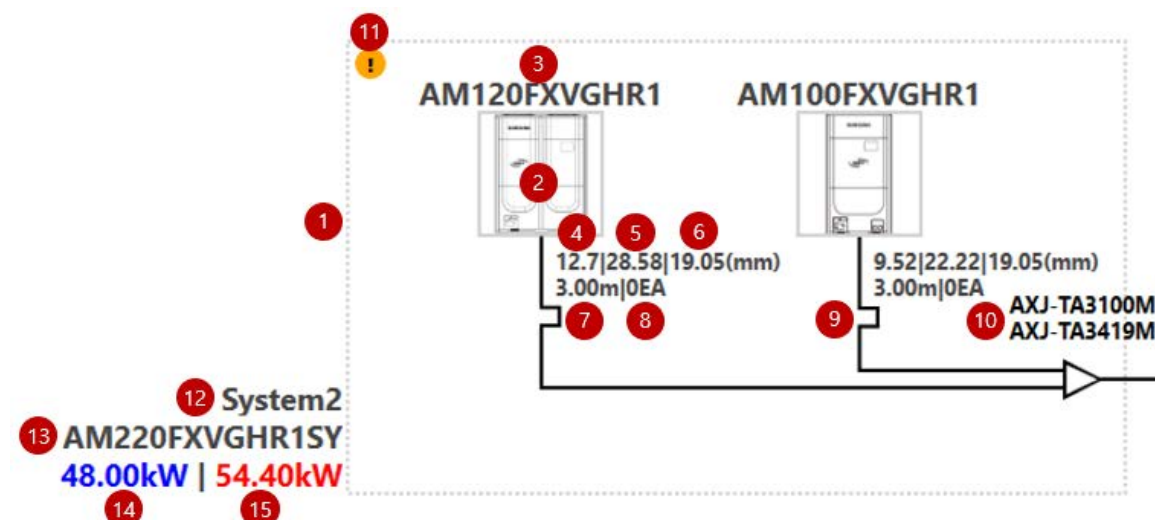 11
!
3
AM120FXVGHR1
AM100FXVGHR1
SAMSUNG
SAMSUNG
2
1
4 5 6
12.7|28.58|19.05(mm)
3.00m|0EA
7 8
9.52|22.22|19.05(mm)
3.00m|0EA
9
10
AXJ-TA3100M
AXJ-TA3419M
12 System2
13 AM220FXVGHR1SY
48.00kW | 54.40kW
14 15